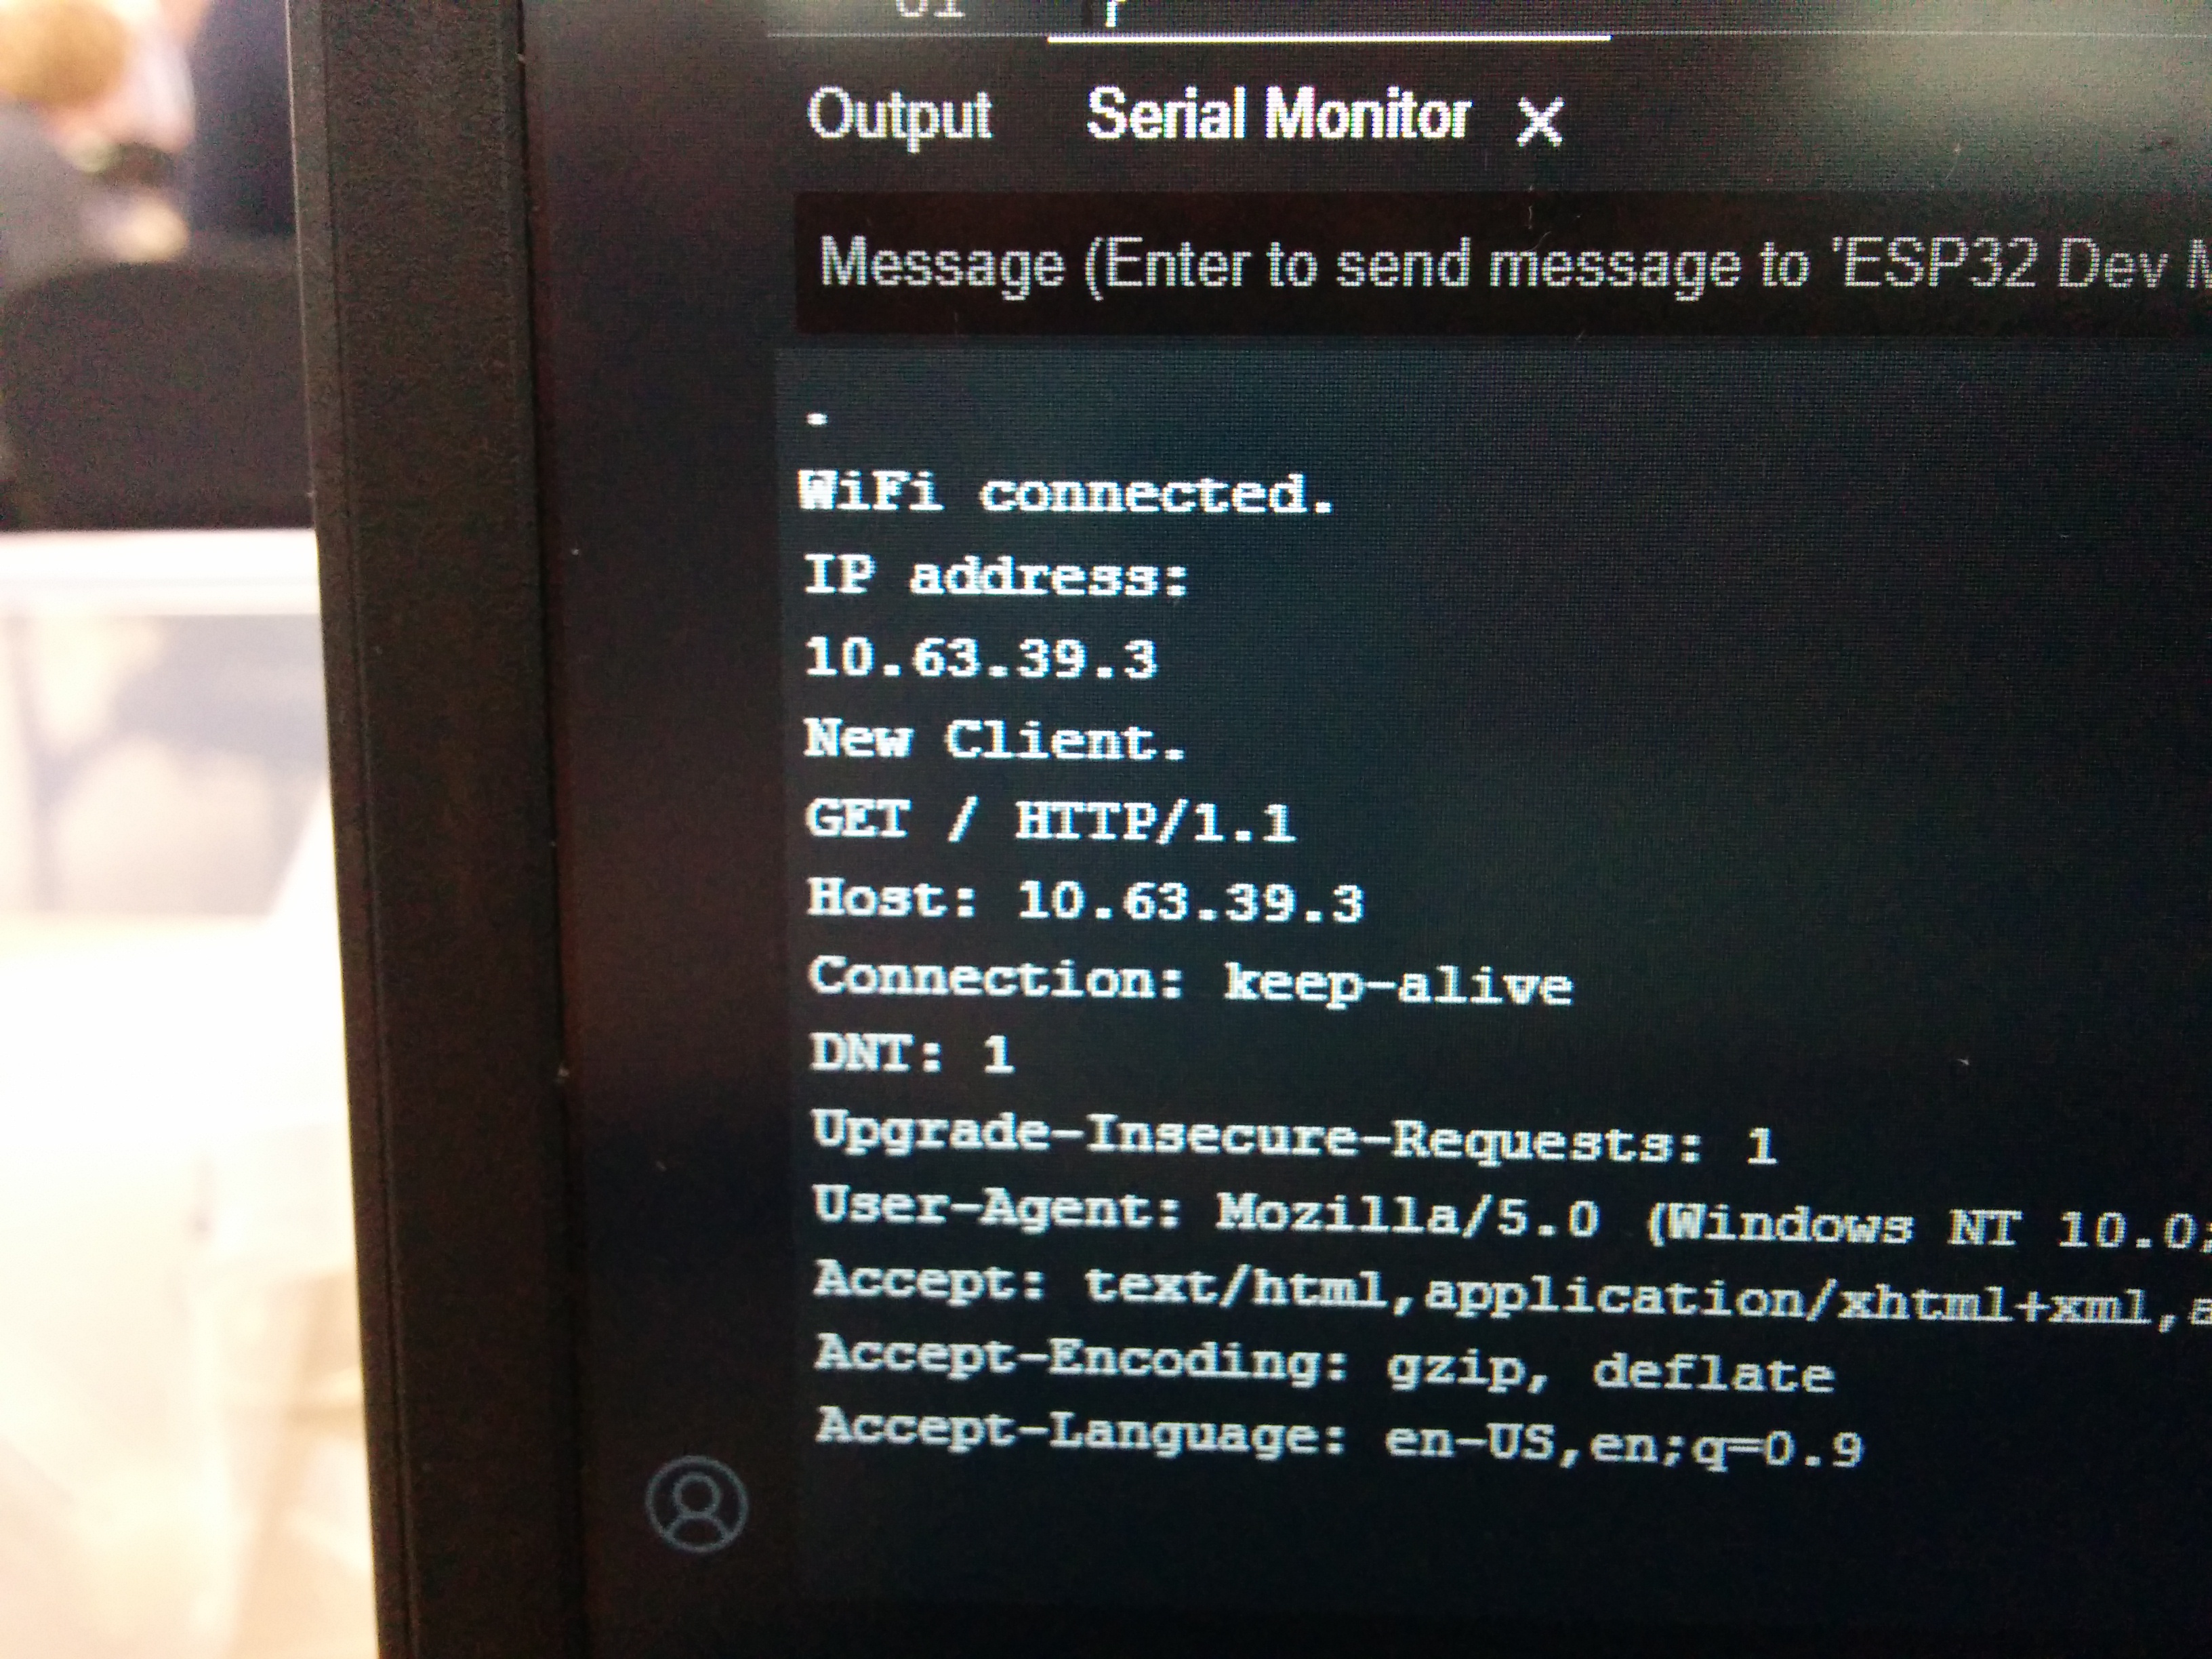 Output Serial Monitor X
Message (Enter to send message to 'ESP32 Dev
.
WiFi connected.
IP address:
10.63.39.3
New Client.
GET / HTTP/1.1
Host: 10.63.39.3
Connection: keep-alive
DNT: 1
Upgrade-Insecure-Requests: 1
User-Agent: Mozilla/5.0 (Windows NT 10.0;
Accept: text/html,application/xhtml+xml,a
Accept-Encoding: gzip, deflate
Accept-Language: en-US,en;q=0.9